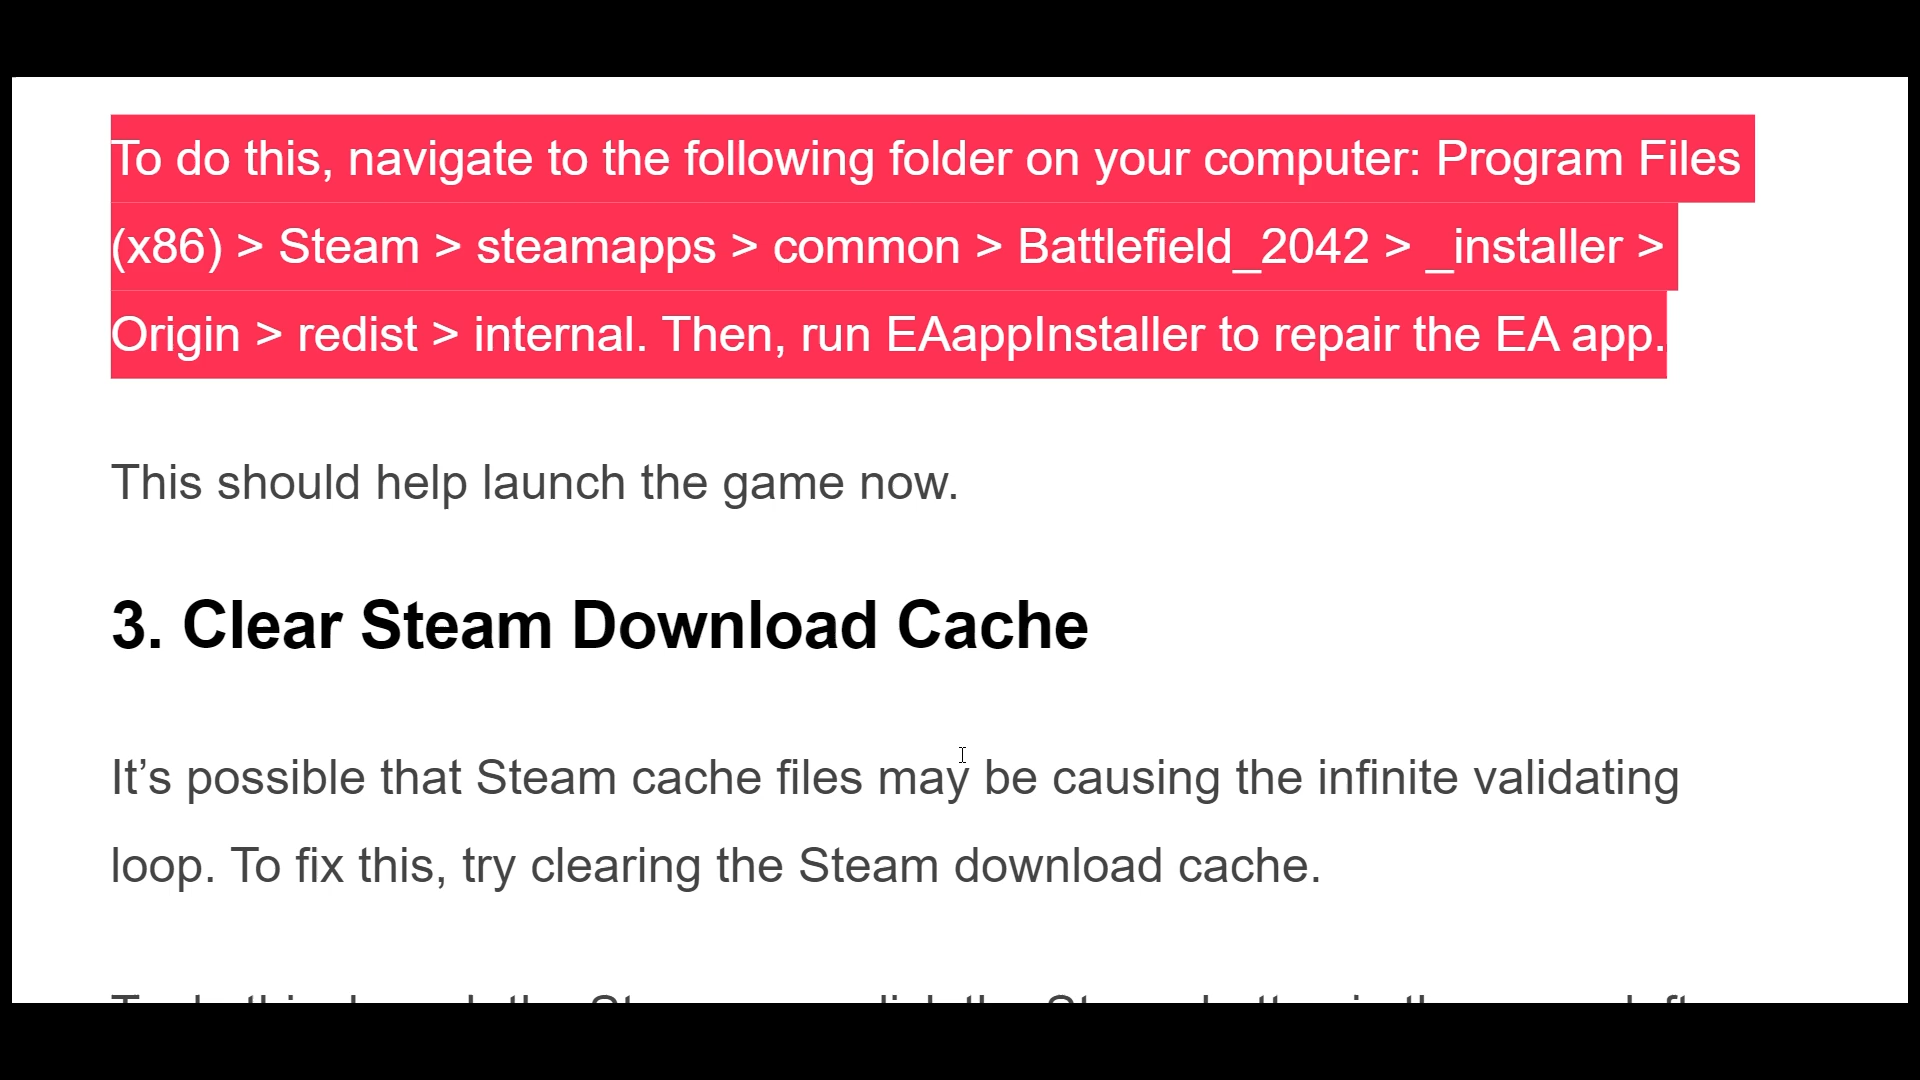 To do this, navigate to the following folder on your computer: Program Files
(x86) > Steam > steamapps > common > Battlefield_2042 > _installer >
Origin > redist > internal. Then, run EAappInstaller to repair the EA app.
This should help launch the game now.
3. Clear Steam Download Cache
It’s possible that Steam cache files may be causing the infinite validating
loop. To fix this, try clearing the Steam download cache.